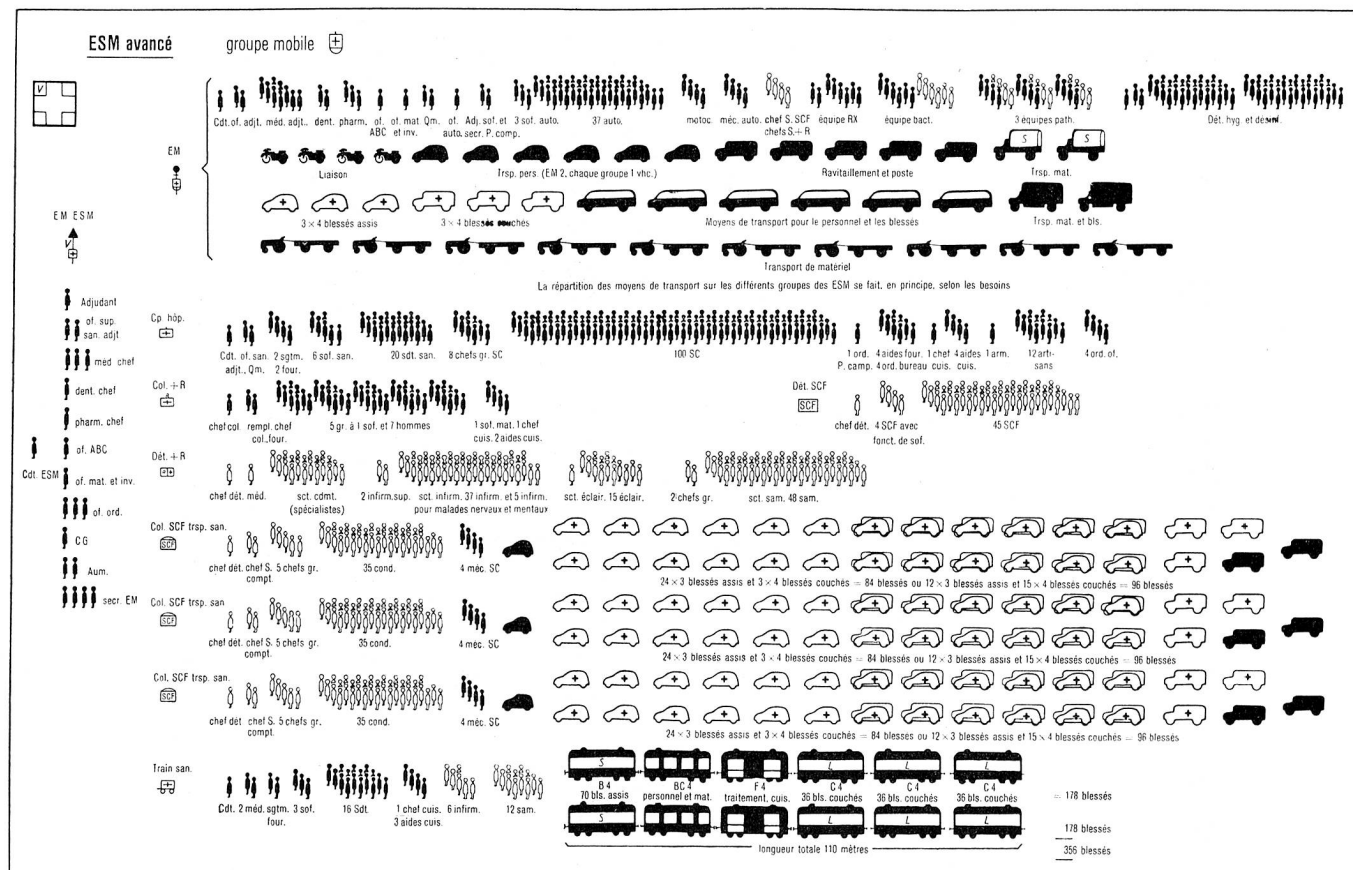 ESM avancé groupe mobile
V
Cdt. of. adjt. méd. adjt., dent. pharm. of. of. mat. Qm. of. Adj. sof. et 3 sof. auto. 37 auto. motoc. méc. auto. chef S. SCF équipe RX équipe bact. 3 équipes path. Dét. hyg. et désinf.
ABC et inv. auto. secr. P. comp. chefs S. + R
EM
S S
Liaison Trsp. pers. (EM 2, chaque groupe 1 vhc.) Ravitaillement et poste Trsp. mat.
EM ESM
V
3 × 4 blessés assis 3 × 4 blessés couchés Moyens de transport pour le personnel et les blessés Trsp. mat. et bls.
Transport de matériel
La répartition des moyens de transport sur les différents groupes des ESM se fait, en principe, selon les besoins
Adjudant
of. sup.
san. adjt
méd chef
dent. chef
pharm. chef
of. ABC
Cdt. ESM
of. mat. et inv.
of. ord.
CG
Aum.
secr. EM
Cp. hôp.
Cdt. of. san. 2 sgtm. 6 sof. san. 20 sdt. san. 8 chefs gr. SC 100 SC 1 ord. 4 aides four. 1 chef 4 aides 1 arm. 12 arti- 4 ord. of.
adjt., Qm. 2 four. P. camp. 4 ord. bureau cuis. cuis. sans
Col. + R
chef col. rempl. chef 5 gr. à 1 sof. et 7 hommes 1 sof. mat. 1 chef
col., four. cuis. 2 aides cuis.
Dét. SCF
SCF
chef dét. 4 SCF avec 45 SCF
fonct. de sof.
Dét. + R
chef dét. méd. sct. cdmt. 2 infirm. sup. sct. infirm. 37 infirm. et 5 infirm. sct. éclair. 15 éclair. 2 chefs gr. sct. sam. 48 sam.
(spécialistes) pour malades nerveux et mentaux
Col. SCF trsp. san.
SCF
chef dét. chef S. 5 chefs gr. 35 cond. 4 méc. SC
compt.
24 × 3 blessés assis et 3 × 4 blessés couchés = 84 blessés ou 12 × 3 blessés assis et 15 × 4 blessés couchés = 96 blessés
Col. SCF trsp. san
SCF
chef dét. chef S. 5 chefs gr. 35 cond. 4 méc. SC
compt.
24 × 3 blessés assis et 3 × 4 blessés couchés = 84 blessés ou 12 × 3 blessés assis et 15 × 4 blessés couchés = 96 blessés
Col. SCF trsp. san.
SCF
chef dét chef S. 5 chefs gr. 35 cond. 4 méc. SC
compt.
24 × 3 blessés assis et 3 × 4 blessés couchés = 84 blessés ou 12 × 3 blessés assis et 15 × 4 blessés couchés = 96 blessés
Train san.
Cdt. 2 méd. sgtm. 3 sof. 16 Sdt. 1 chef cuis. 6 infirm. 12 sam.
four. 3 aides cuis.
S L L L
B 4 BC 4 F 4 C 4 C 4 C 4
70 bls. assis personnel et mat. traitement, cuis. 36 bls. couchés 36 bls. couchés 36 bls. couchés = 178 blessés
S L L L
178 blessés
longueur totale 110 mètres
356 blessés